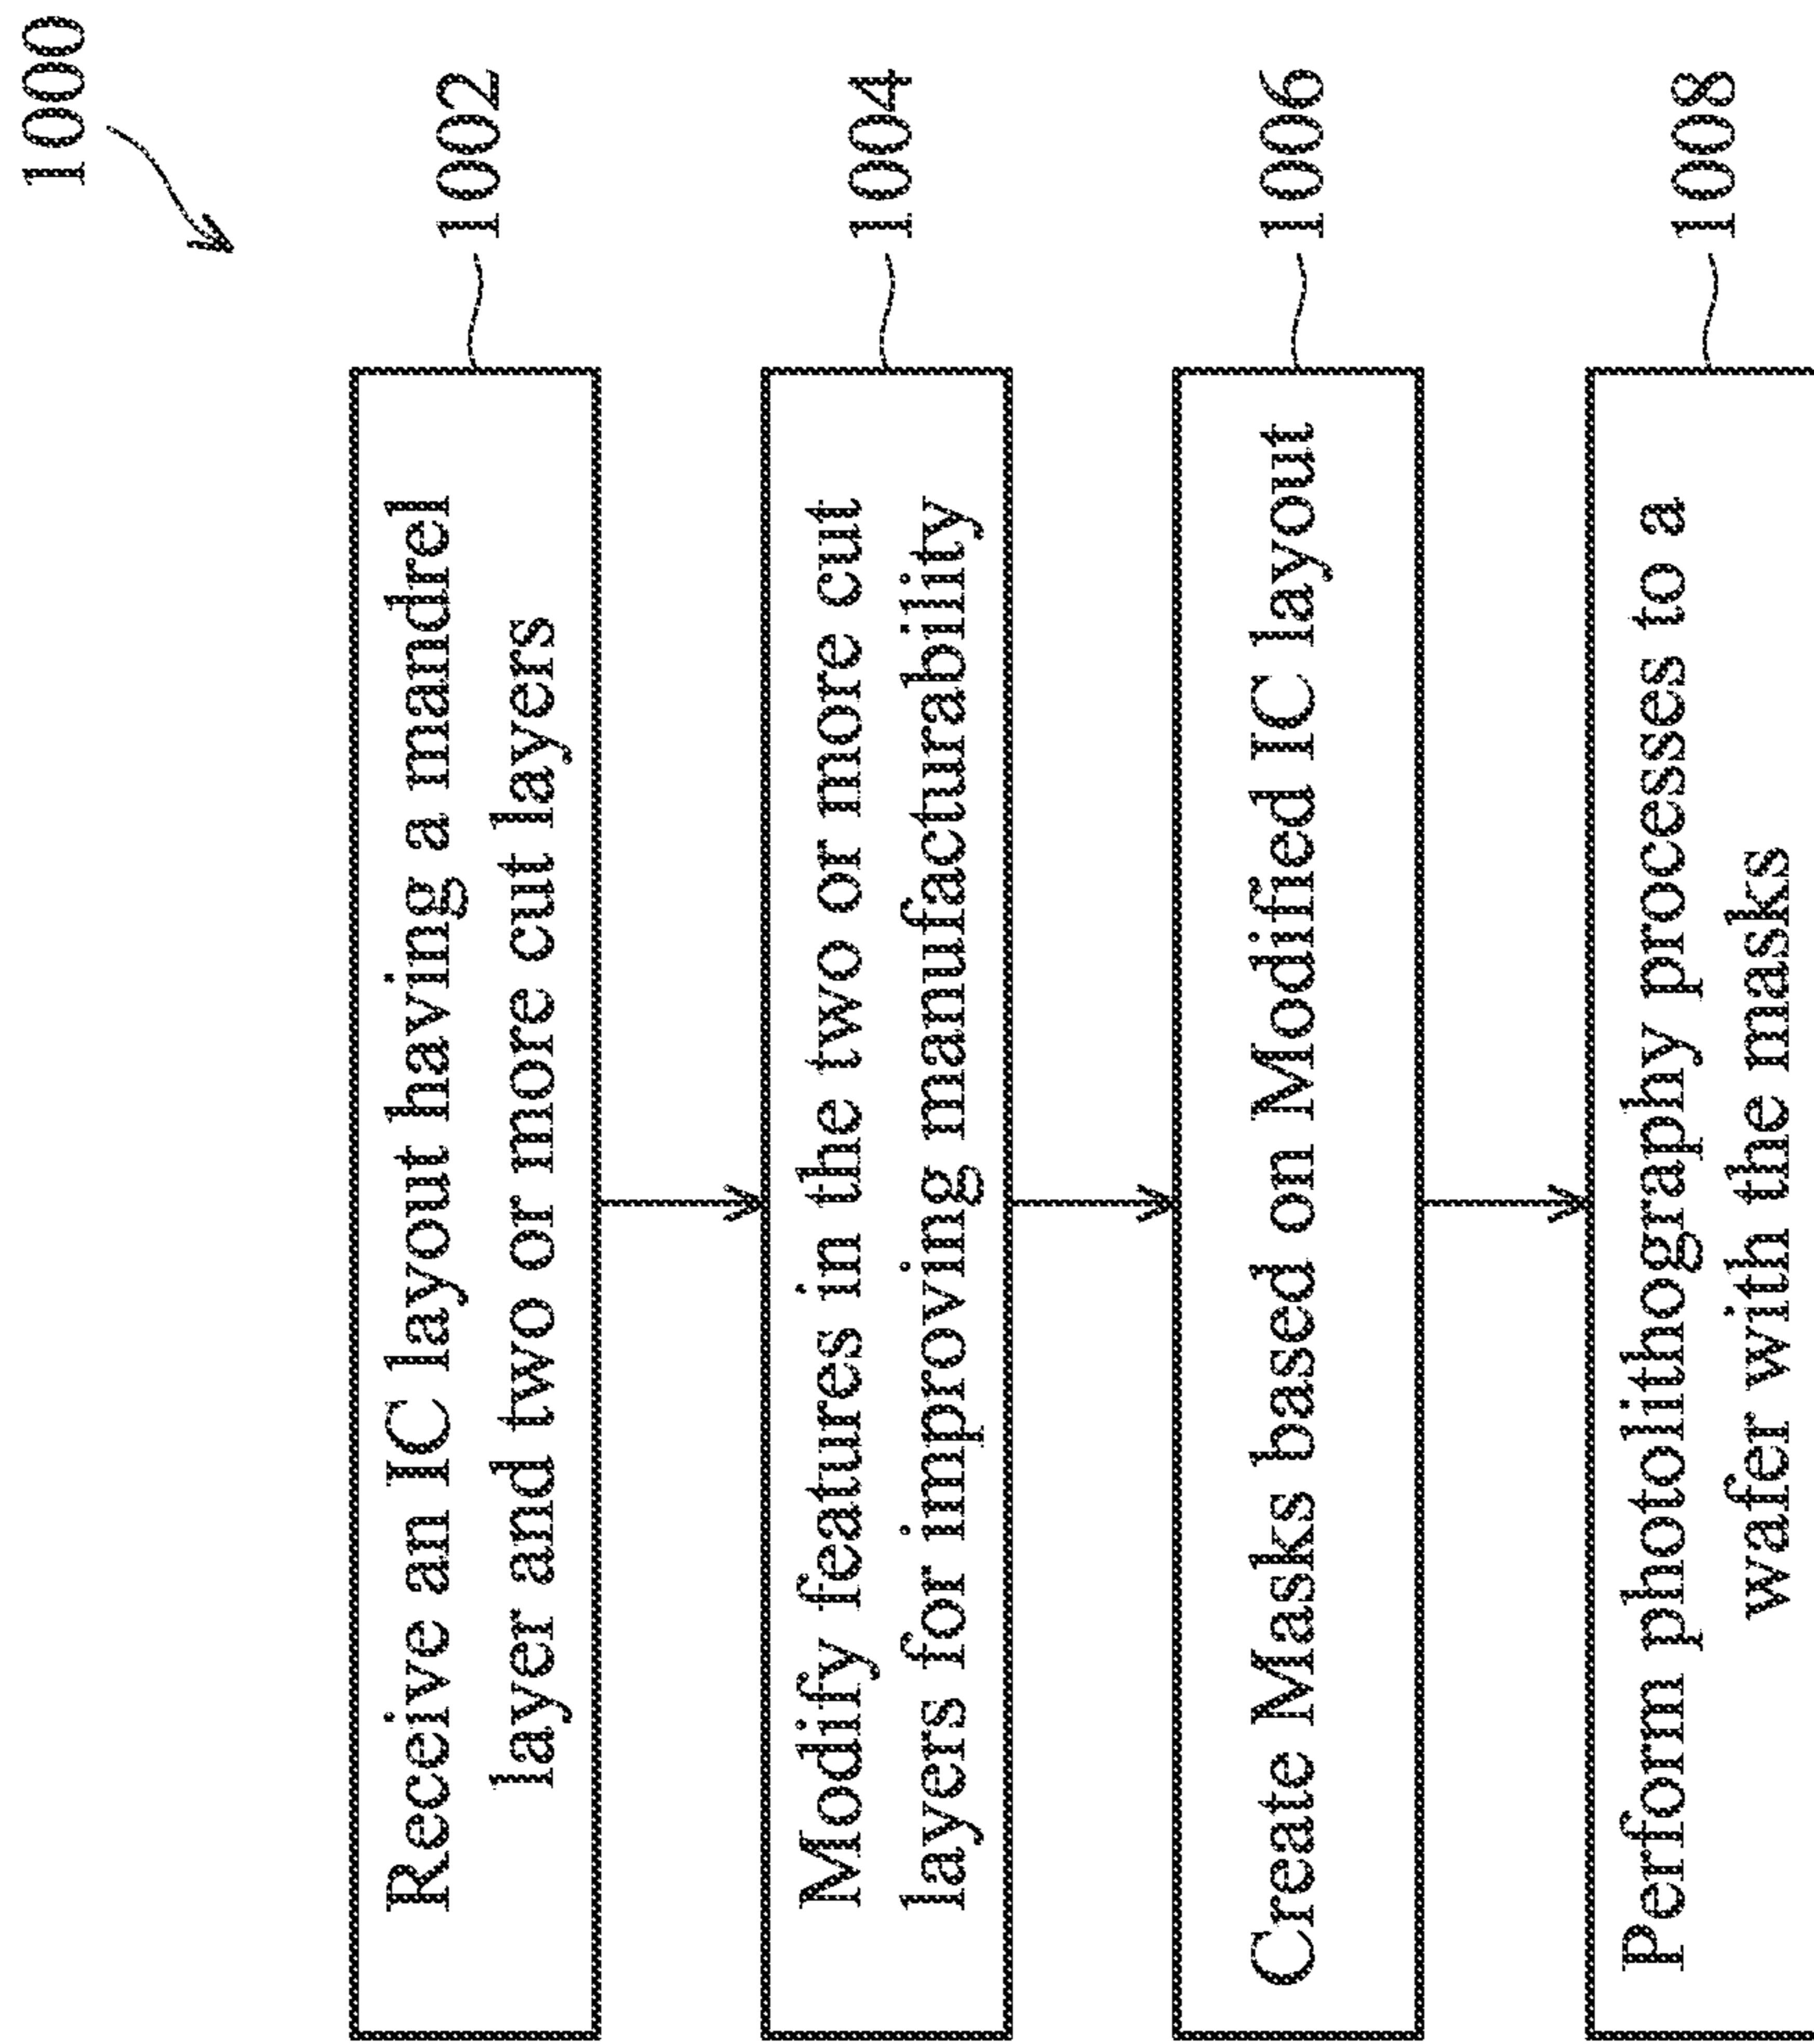 1000
Receive an IC layout having a mandrel
layer and two or more cut layers
1002
Modify features in the two or more cut
layers for improving manufacturability
1004
Create Masks based on Modified IC layout
1006
Perform photolithography processes to a
wafer with the masks
1008